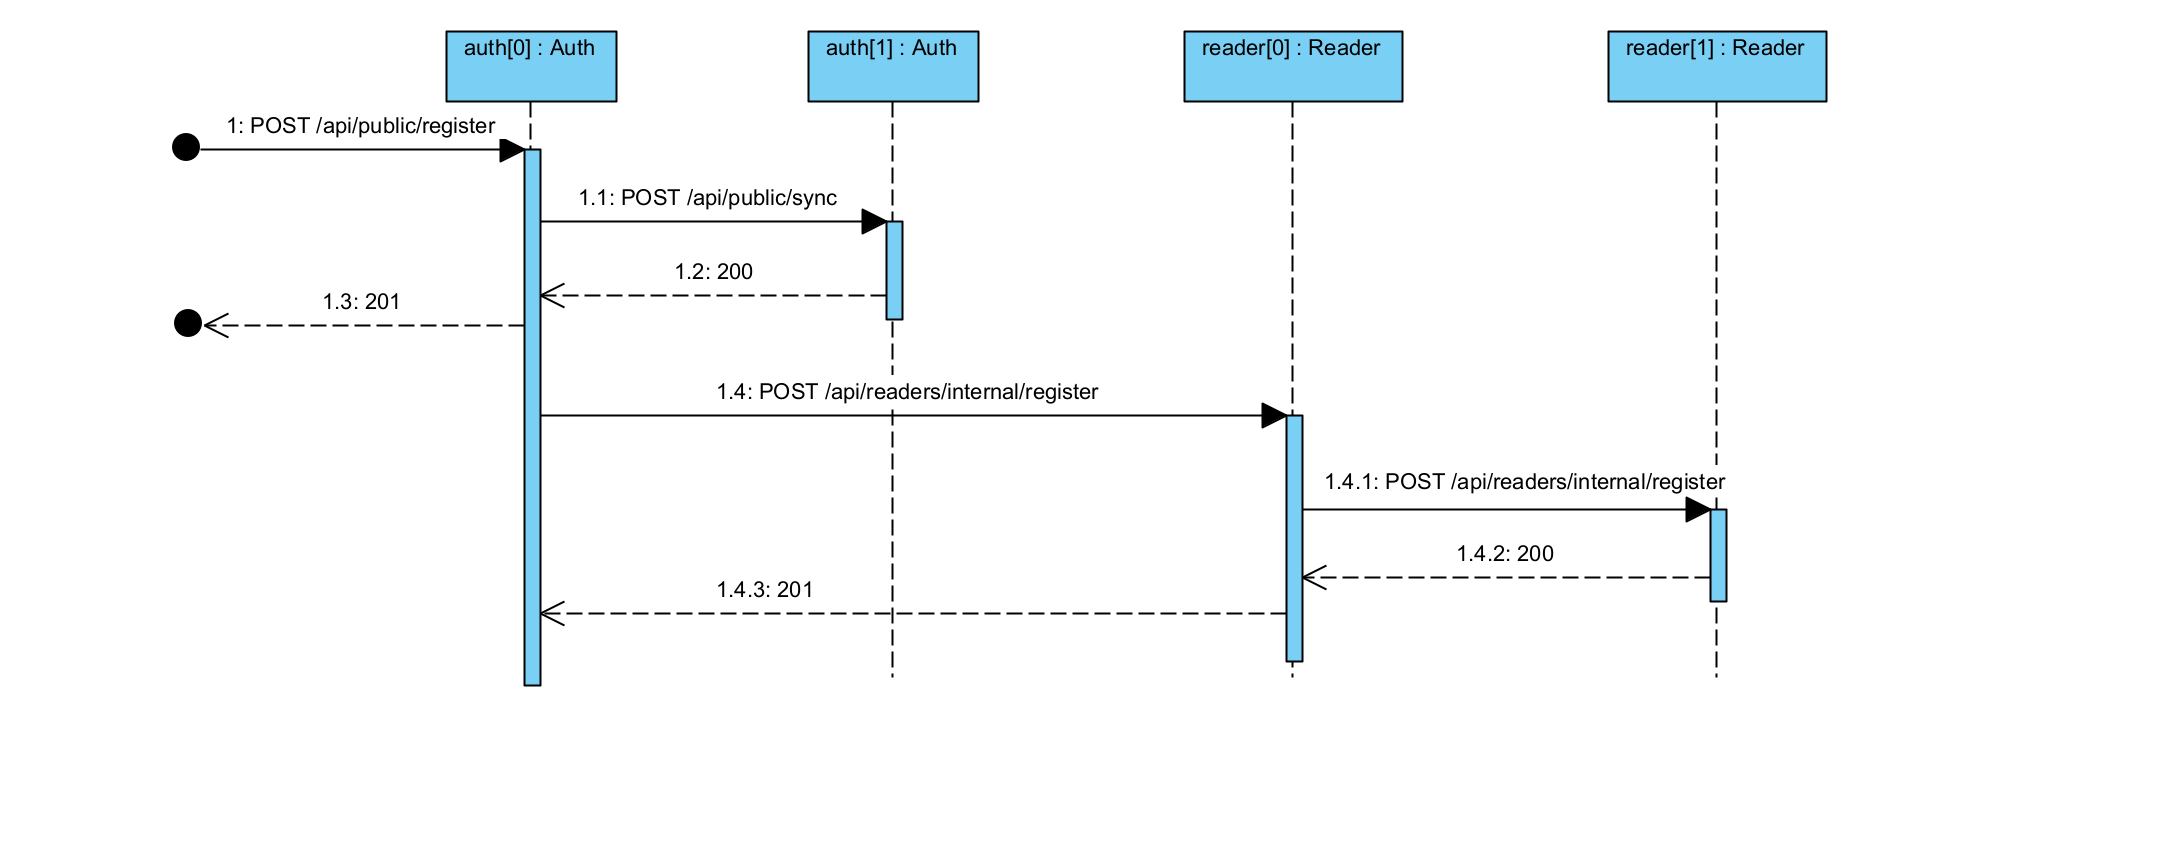 auth[0] : Auth
auth[1] : Auth
reader[0] : Reader
reader[1] : Reader
1: POST /api/public/register
1.1: POST /api/public/sync
1.2: 200
1.3: 201
1.4: POST /api/readers/internal/register
1.4.1: POST /api/readers/internal/register
1.4.2: 200
1.4.3: 201